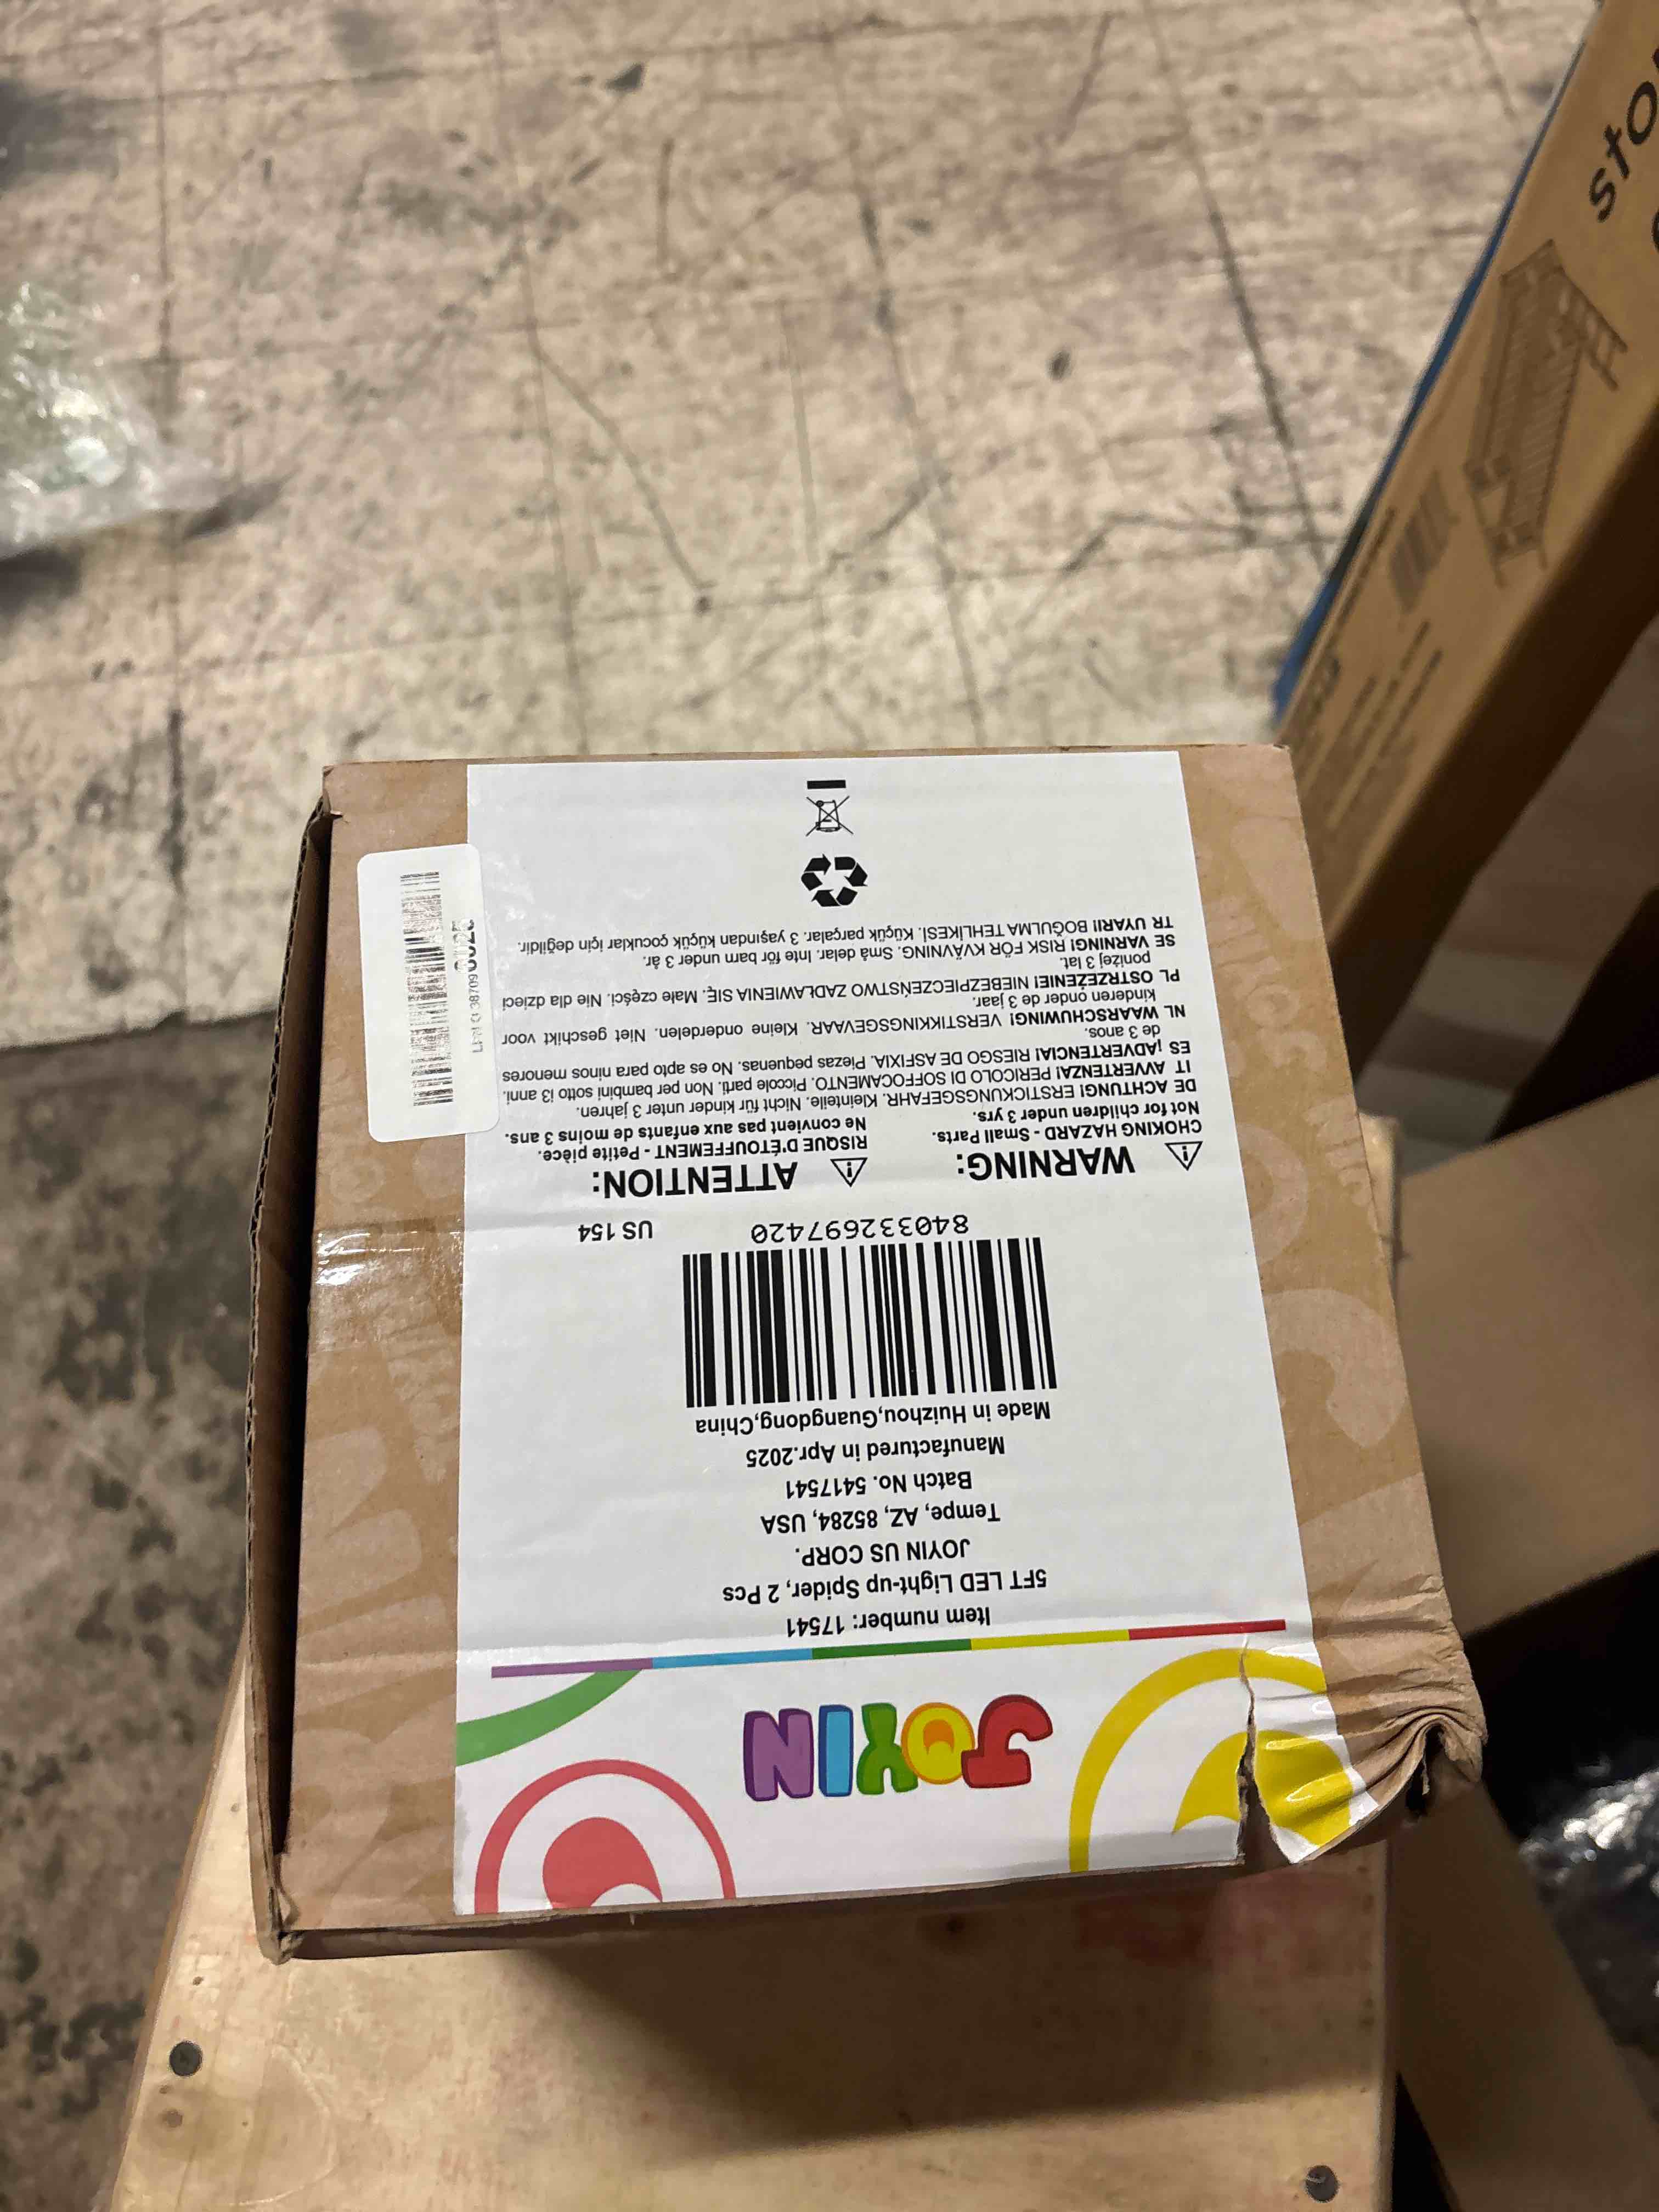 JOYIN
Item number: 17541
5FT LED Light-up Spider, 2 Pcs
JOYIN US CORP.
Tempe, AZ, 85284, USA
Batch No. 5417541
Manufactured in Apr.2025
Made in Huizhou,Guangdong,China
840332697420
US 154
WARNING:
CHOKING HAZARD - Small Parts.
Not for children under 3 yrs.
ATTENTION:
RISQUE D'ÉTOUFFEMENT - Petite pièce.
Ne convient pas aux enfants de moins 3 ans.
DE ACHTUNG! ERSTICKUNGSGEFAHR. Kleinteile. Nicht für kinder unter 3 jahren.
IT AVVERTENZA! PERICOLO DI SOFFOCAMENTO. Piccole parti. Non per bambini sotto i3 anni.
ES ¡ADVERTENCIA! RIESGO DE ASFIXIA. Piezas pequenas. No es apto para ninos menores
de 3 anos.
NL WAARSCHUWING! VERSTIKKINGSGEVAAR. Kleine onderdelen. Niet geschikt voor
kinderen onder de 3 jaar.
PL OSTRZEŻENIE! NIEBEZPIECZEŃSTWO ZADŁAWIENIA SIĘ. Małe części. Nie dla dzieci
poniżej 3 lat.
SE VARNING! RISK FÖR KVÄVNING. Små delar. Inte för barn under 3 år.
TR UYARI! BOĞULMA TEHLİKESİ. Küçük parçalar. 3 yaşından küçük çocuklar için değildir.